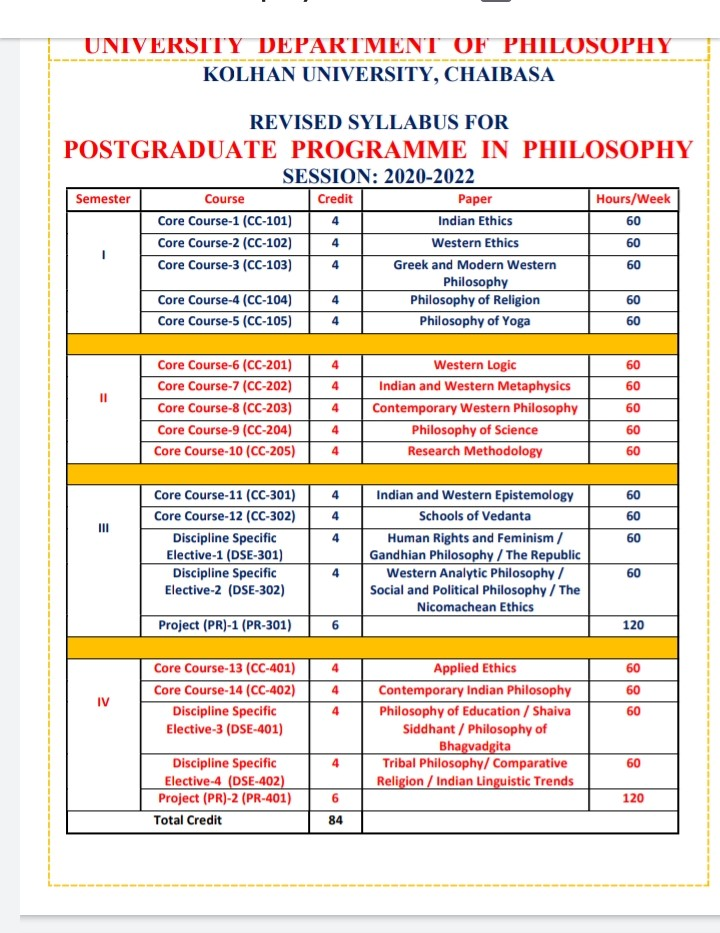 UNIVERSITY DEPARTMENT OF PHILOSOPHY
KOLHAN UNIVERSITY, CHAIBASA
REVISED SYLLABUS FOR
POSTGRADUATE PROGRAMME IN PHILOSOPHY
SESSION: 2020-2022
Semester Course Credit Paper Hours/Week
I
Core Course-1 (CC-101) 4 Indian Ethics 60
Core Course-2 (CC-102) 4 Western Ethics 60
Core Course-3 (CC-103) 4 Greek and Modern Western 60
Philosophy
Core Course-4 (CC-104) 4 Philosophy of Religion 60
Core Course-5 (CC-105) 4 Philosophy of Yoga 60
II
Core Course-6 (CC-201) 4 Western Logic 60
Core Course-7 (CC-202) 4 Indian and Western Metaphysics 60
Core Course-8 (CC-203) 4 Contemporary Western Philosophy 60
Core Course-9 (CC-204) 4 Philosophy of Science 60
Core Course-10 (CC-205) 4 Research Methodology 60
III
Core Course-11 (CC-301) 4 Indian and Western Epistemology 60
Core Course-12 (CC-302) 4 Schools of Vedanta 60
Discipline Specific 4 Human Rights and Feminism / 60
Elective-1 (DSE-301) Gandhian Philosophy / The Republic
Discipline Specific 4 Western Analytic Philosophy / 60
Elective-2 (DSE-302) Social and Political Philosophy / The
Nicomachean Ethics
Project (PR)-1 (PR-301) 6 120
IV
Core Course-13 (CC-401) 4 Applied Ethics 60
Core Course-14 (CC-402) 4 Contemporary Indian Philosophy 60
Discipline Specific 4 Philosophy of Education / Shaiva 60
Elective-3 (DSE-401) Siddhant / Philosophy of
Bhagvadgita
Discipline Specific 4 Tribal Philosophy/ Comparative 60
Elective-4 (DSE-402) Religion / Indian Linguistic Trends
Project (PR)-2 (PR-401) 6 120
Total Credit 84